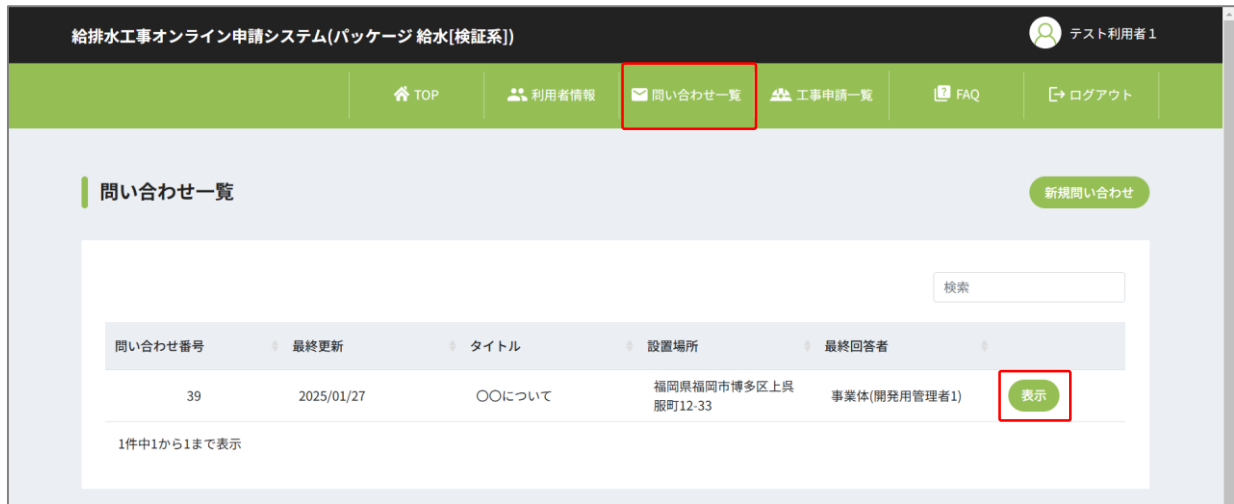 給排水工事オンライン申請システム(パッケージ 給水[検証系])
テスト利用者１
TOP
利用者情報
問い合わせ一覧
工事申請一覧
FAQ
ログアウト
問い合わせ一覧
新規問い合わせ
検索
問い合わせ番号 最終更新 タイトル 設置場所 最終回答者
39 2025/01/27 〇〇について 福岡県福岡市博多区上呉
服町12-33 事業体(開発用管理者1) 表示
1件中1から1まで表示